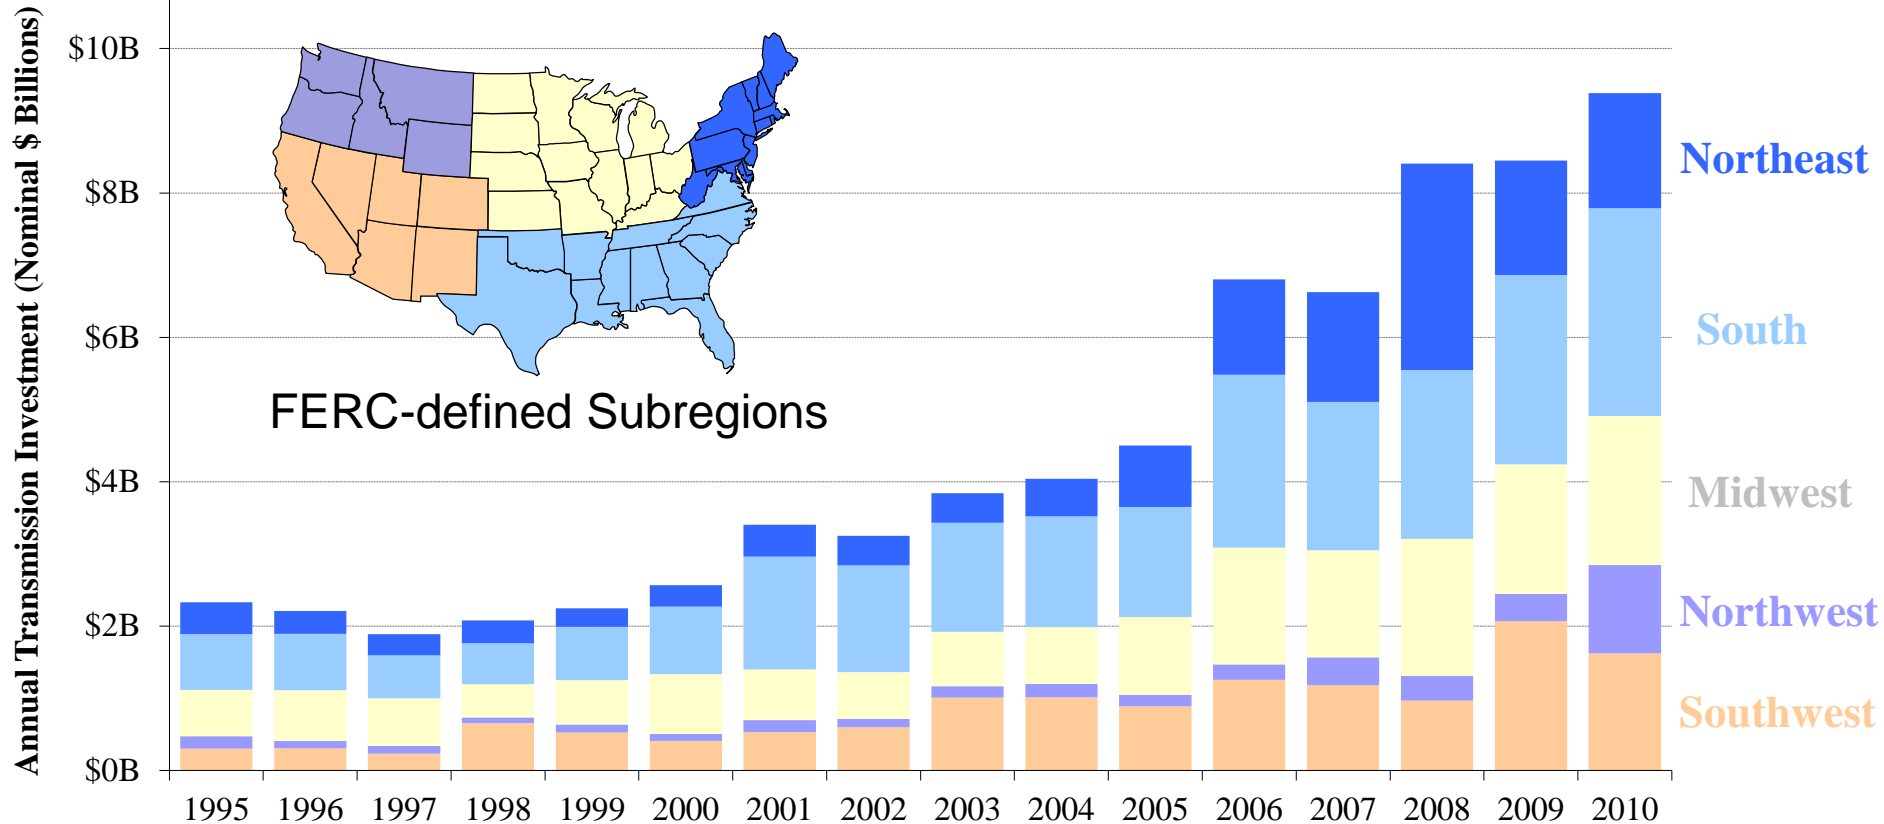 Annual Transmission Investment (Nominal $ Billions)
$10B
$8B
$6B
$4B
$2B
$0B
FERC-defined Subregions
Northeast
South
Midwest
Northwest
Southwest
1995 1996 1997 1998 1999 2000 2001 2002 2003 2004 2005 2006 2007 2008 2009 2010